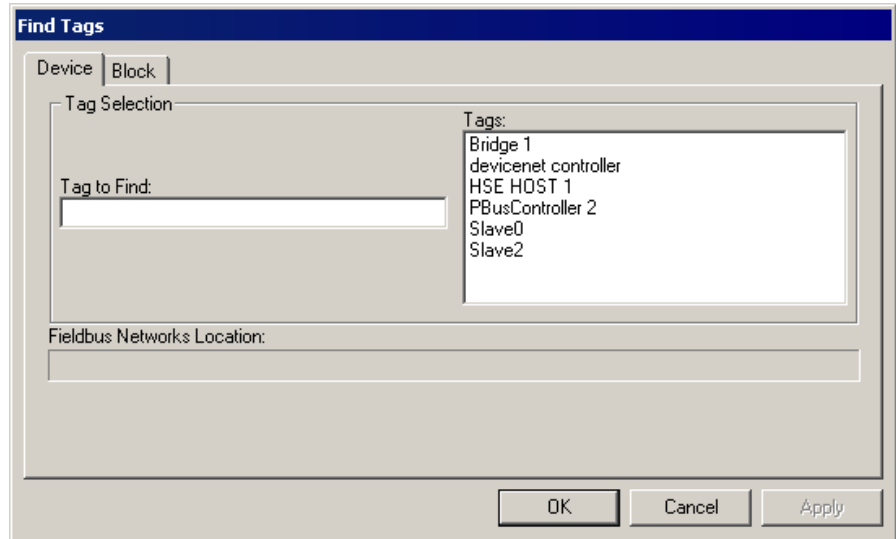 Find Tags
Device
Block
Tag Selection
Tag to Find:
Tags:
Bridge 1
devicenet controller
HSE HOST 1
PBusController 2
Slave0
Slave2
Fieldbus Networks Location:
OK
Cancel
Apply